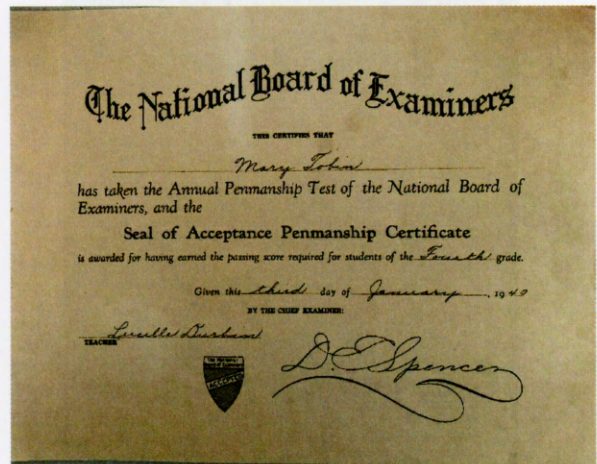 The National Board of Examiners
THIS CERTIFIES THAT
Mary Tobin
has taken the Annual Penmanship Test of the National Board of
Examiners, and the
Seal of Acceptance Penmanship Certificate
is awarded for having earned the passing score required for students of the Fourth grade.
Given this third day of January, 1940
BY THE CHIEF EXAMINER:
Lucille Durham
TEACHER
D. E. Spencer
ACCEPTED